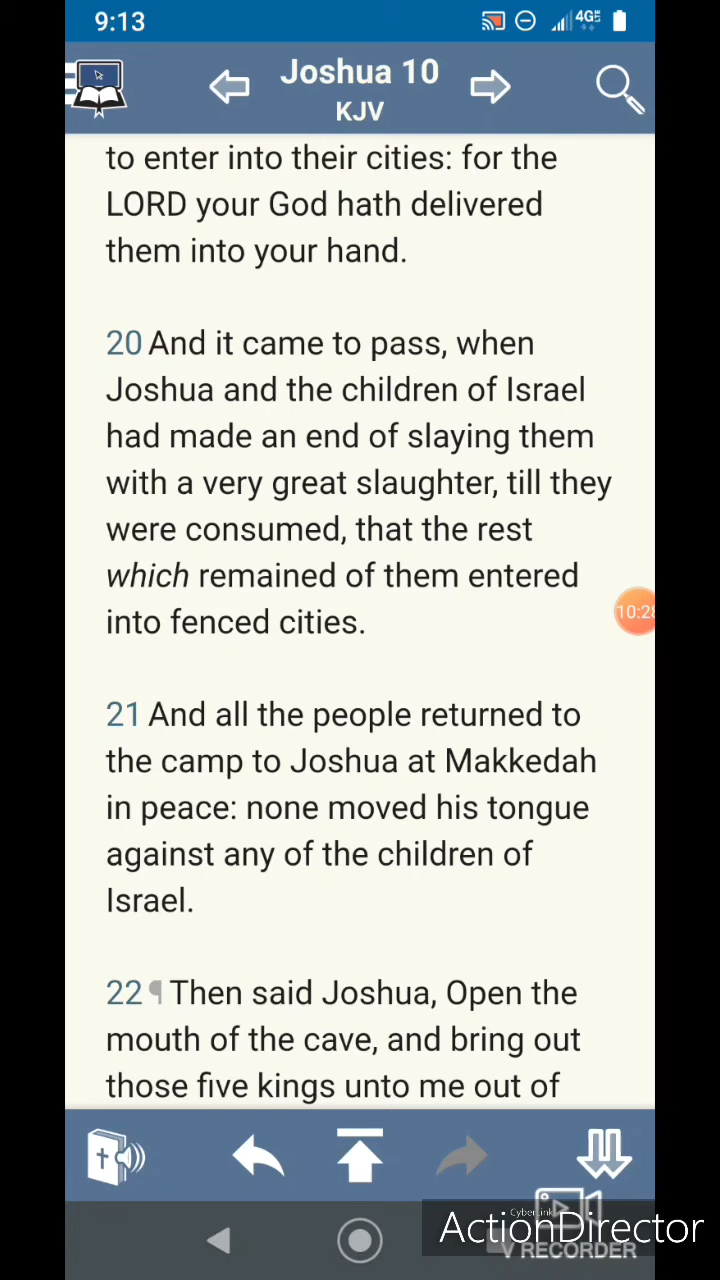 9:13
4G
Joshua 10
KJV
to enter into their cities: for the
LORD your God hath delivered
them into your hand.
20 And it came to pass, when
Joshua and the children of Israel
had made an end of slaying them
with a very great slaughter, till they
were consumed, that the rest
which remained of them entered
into fenced cities.
10:28
21 And all the people returned to
the camp to Joshua at Makkedah
in peace: none moved his tongue
against any of the children of
Israel.
22 ¶ Then said Joshua, Open the
mouth of the cave, and bring out
those five kings unto me out of
CyberLink
ActionDirector
V RECORDER